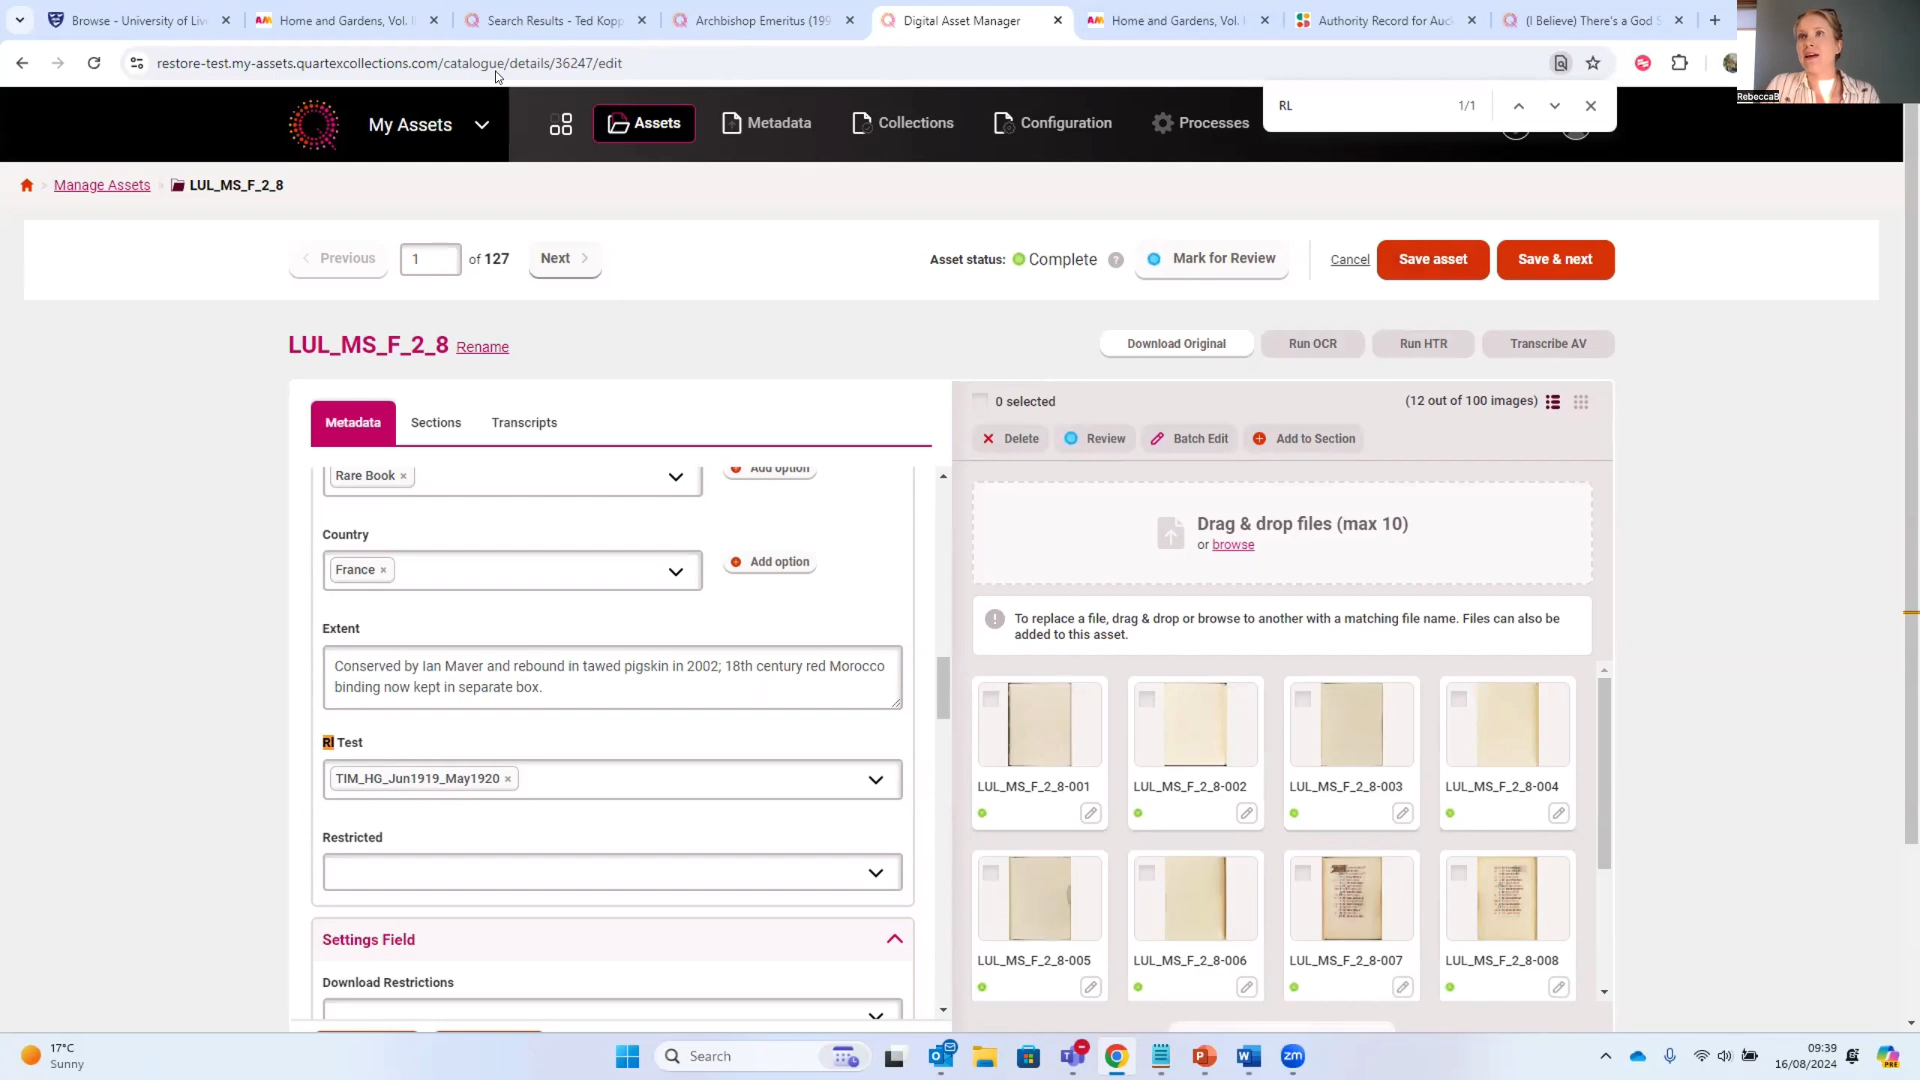 Browse - University of Live
Home and Gardens, Vol. I
Search Results - Ted Kopp
Archbishop Emeritus (199
Digital Asset Manager
Home and Gardens, Vol.
Authority Record for Auc
(I Believe) There's a God S
restore-test.my-assets.quartexcollections.com/catalogue/details/36247/edit
RebeccaB
RL 1/1
My Assets
Assets Metadata Collections Configuration Processes
Manage Assets LUL_MS_F_2_8
Previous 1 of 127 Next
Asset status: Complete ? Mark for Review Cancel Save asset Save & next
LUL_MS_F_2_8 Rename
Download Original Run OCR Run HTR Transcribe AV
Metadata Sections Transcripts
Rare Book ×
Add option
Country
France ×
Add option
Extent
Conserved by Ian Maver and rebound in tawed pigskin in 2002; 18th century red Morocco
binding now kept in separate box.
Rl Test
TIM_HG_Jun1919_May1920 ×
Restricted
Settings Field
Download Restrictions
0 selected
(12 out of 100 images)
Delete Review Batch Edit Add to Section
Drag & drop files (max 10)
or browse
To replace a file, drag & drop or browse to another with a matching file name. Files can also be
added to this asset.
LUL_MS_F_2_8-001 LUL_MS_F_2_8-002 LUL_MS_F_2_8-003 LUL_MS_F_2_8-004
LUL_MS_F_2_8-005 LUL_MS_F_2_8-006 LUL_MS_F_2_8-007 LUL_MS_F_2_8-008
17°C
Sunny
Search
zm
09:39
16/08/2024
PRE